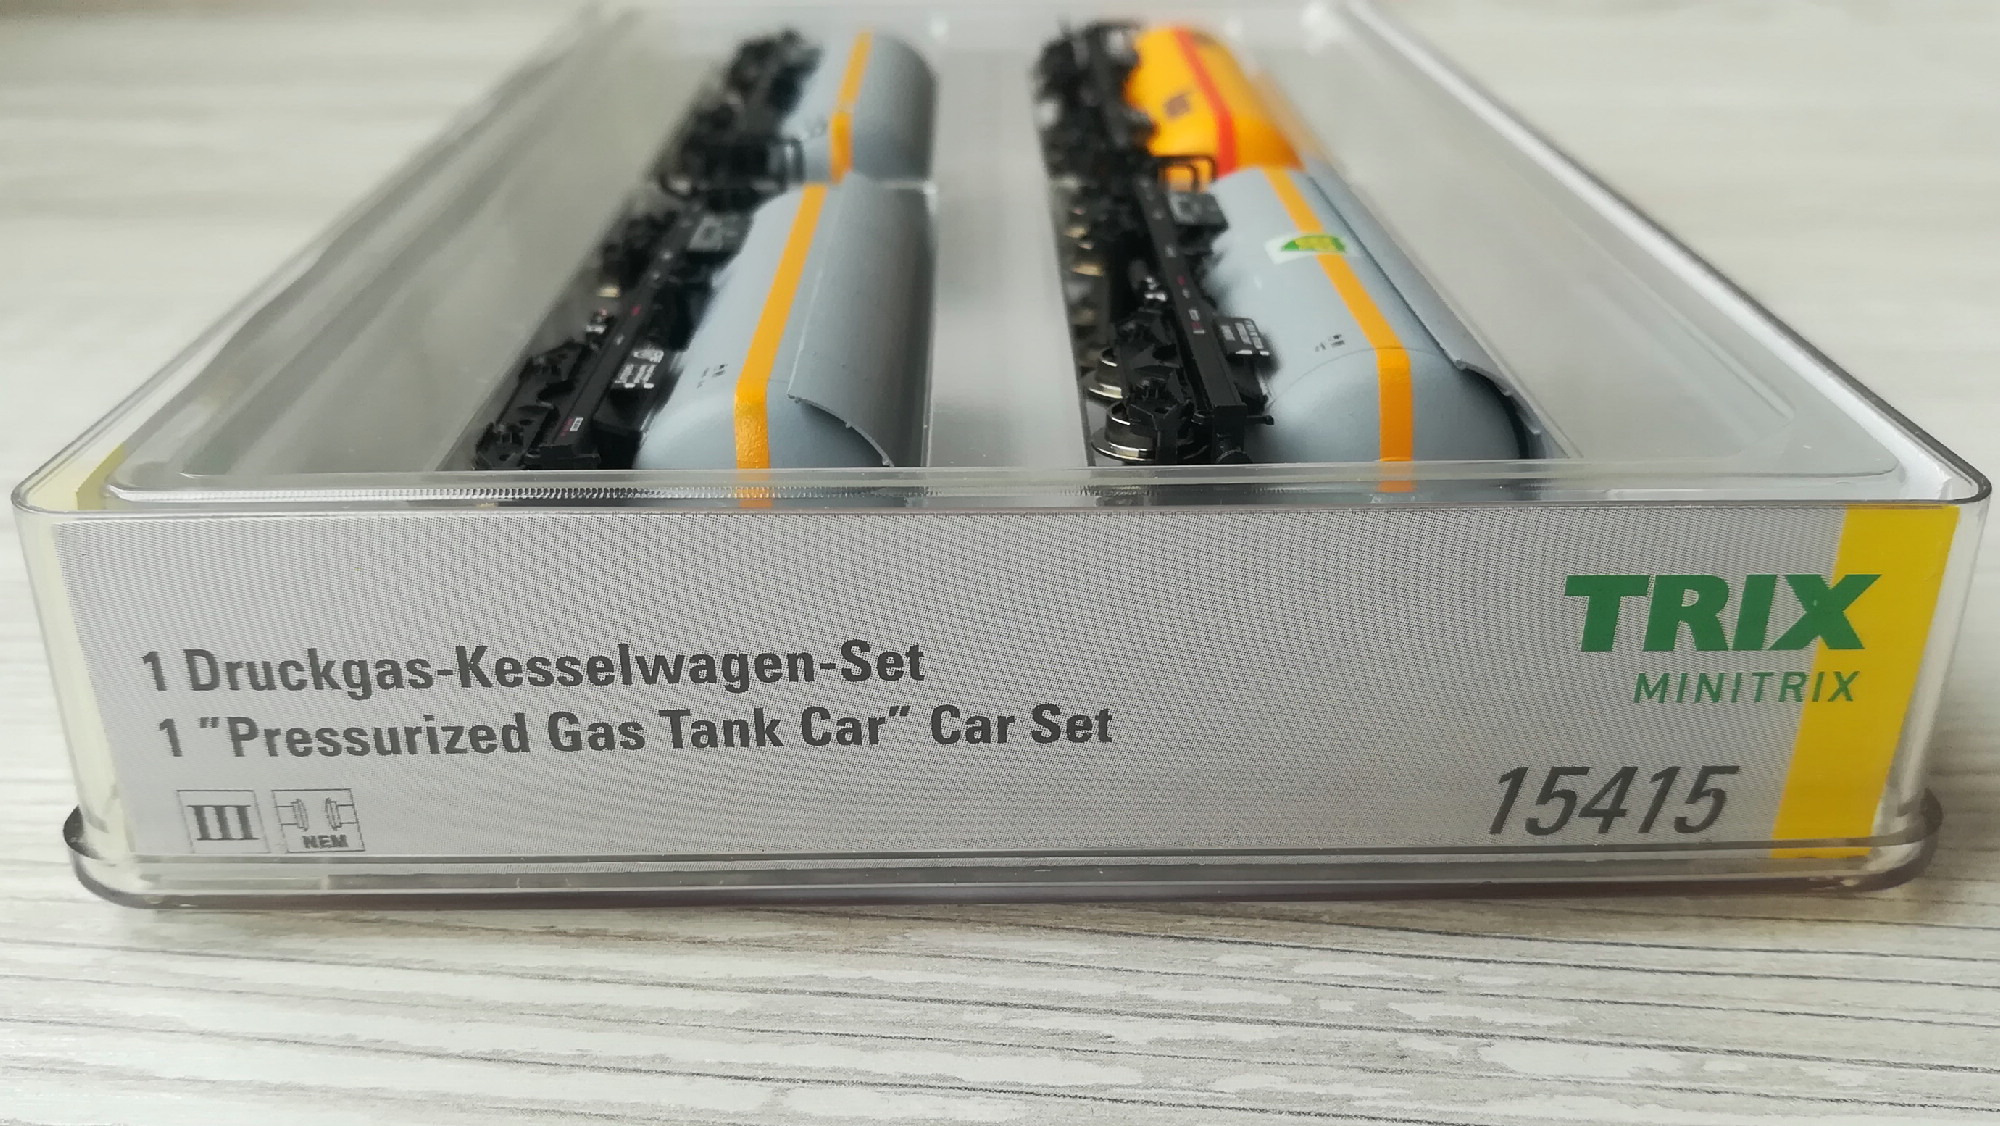 1 Druckgas-Kesselwagen-Set
1 "Pressurized Gas Tank Car" Car Set
III
NEM
TRIX
MINITRIX
15415